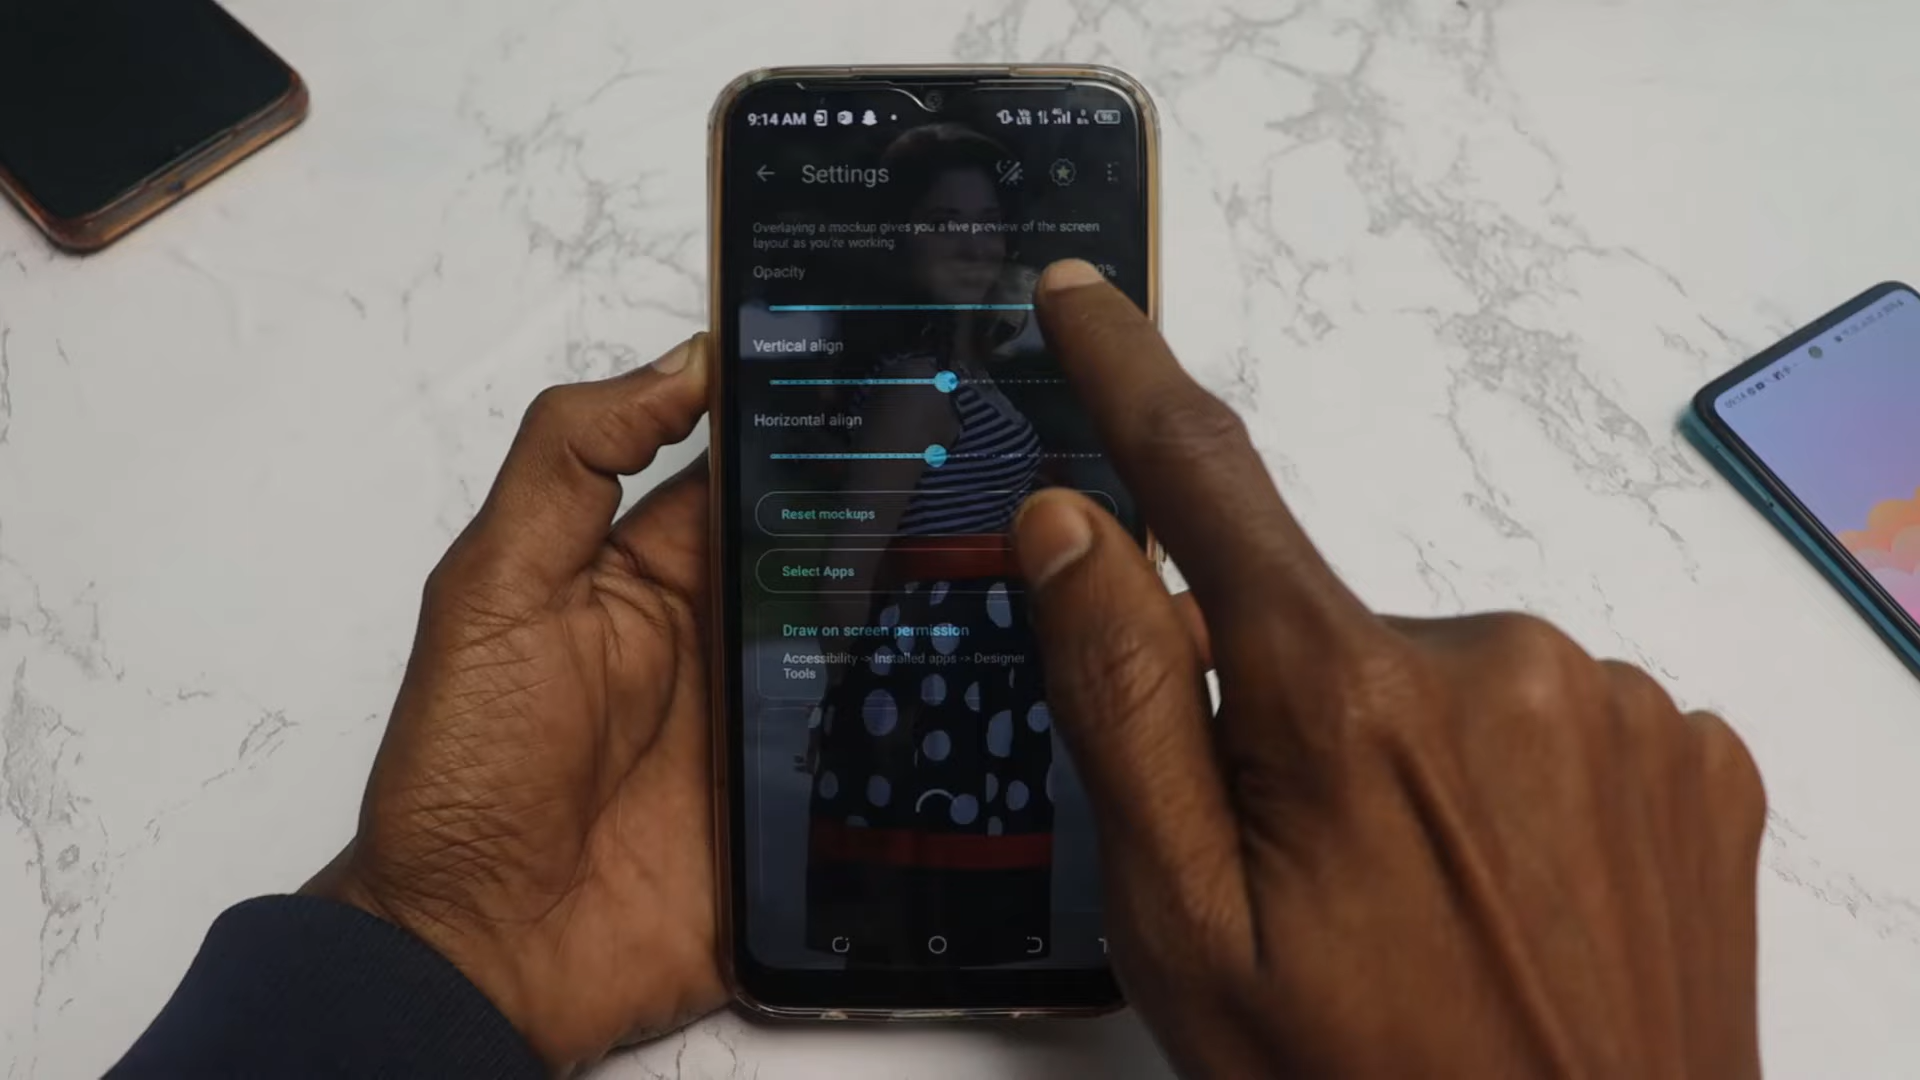 9:14 AM
Settings
Overlaying a mockup gives you a live preview of the screen
layout as you're working
Opacity
Vertical align
Horizontal align
Reset mockups
Select Apps
Draw on screen permission
Accessibility -> Installed apps -> Designer
Tools